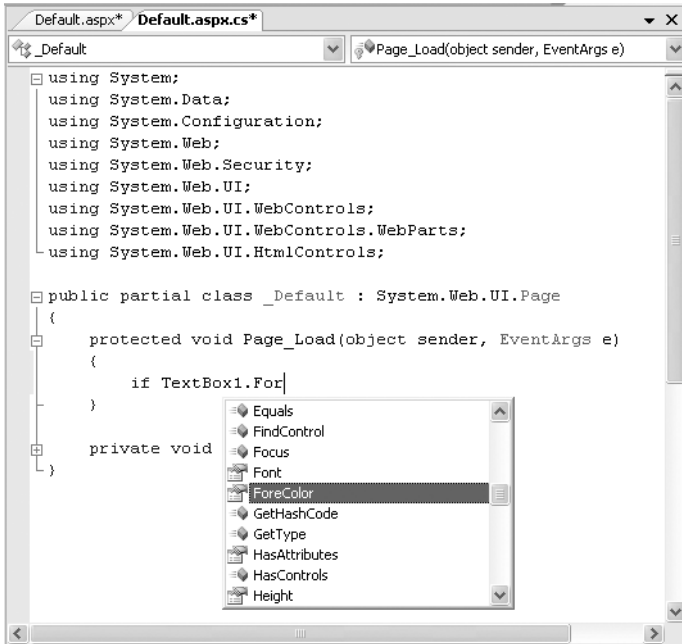 Default.aspx* Default.aspx.cs*
_Default Page_Load(object sender, EventArgs e)
using System;
using System.Data;
using System.Configuration;
using System.Web;
using System.Web.Security;
using System.Web.UI;
using System.Web.UI.WebControls;
using System.Web.UI.WebControls.WebParts;
using System.Web.UI.HtmlControls;
public partial class _Default : System.Web.UI.Page
{
protected void Page_Load(object sender, EventArgs e)
{
if TextBox1.For
}
private void
}
Equals
FindControl
Focus
Font
ForeColor
GetHashCode
GetType
HasAttributes
HasControls
Height